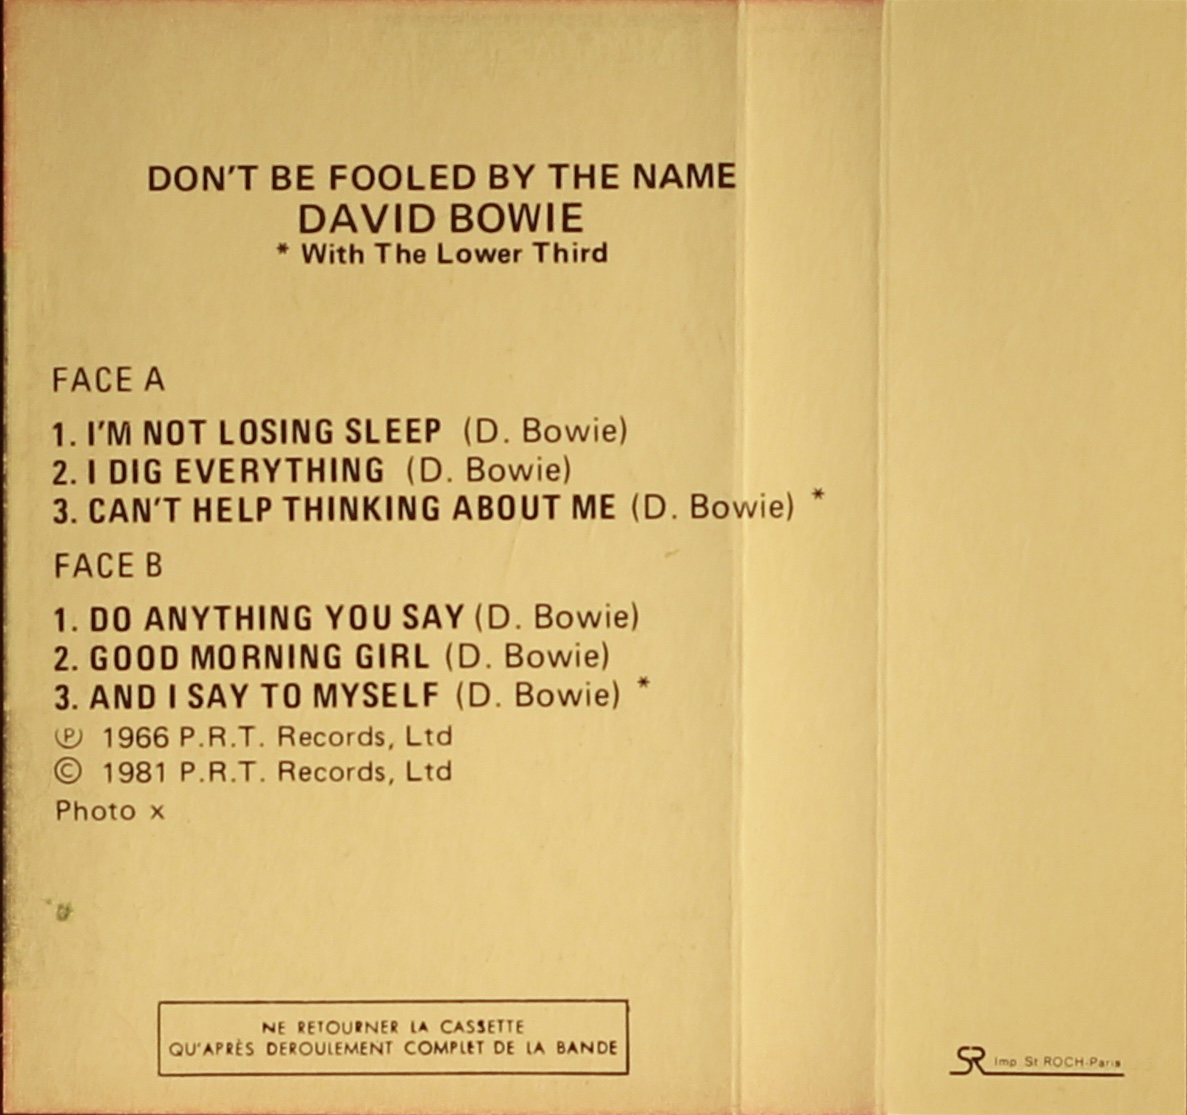 DON'T BE FOOLED BY THE NAME
DAVID BOWIE
* With The Lower Third
FACE A
1. I'M NOT LOSING SLEEP (D. Bowie)
2. I DIG EVERYTHING (D. Bowie)
3. CAN'T HELP THINKING ABOUT ME (D. Bowie) *
FACE B
1. DO ANYTHING YOU SAY (D. Bowie)
2. GOOD MORNING GIRL (D. Bowie)
3. AND I SAY TO MYSELF (D. Bowie) *
℗ 1966 P.R.T. Records, Ltd
© 1981 P.R.T. Records, Ltd
Photo x
NE RETOURNER LA CASSETTE
QU'APRÈS DEROULEMENT COMPLET DE LA BANDE
SR Imp St ROCH-Paris